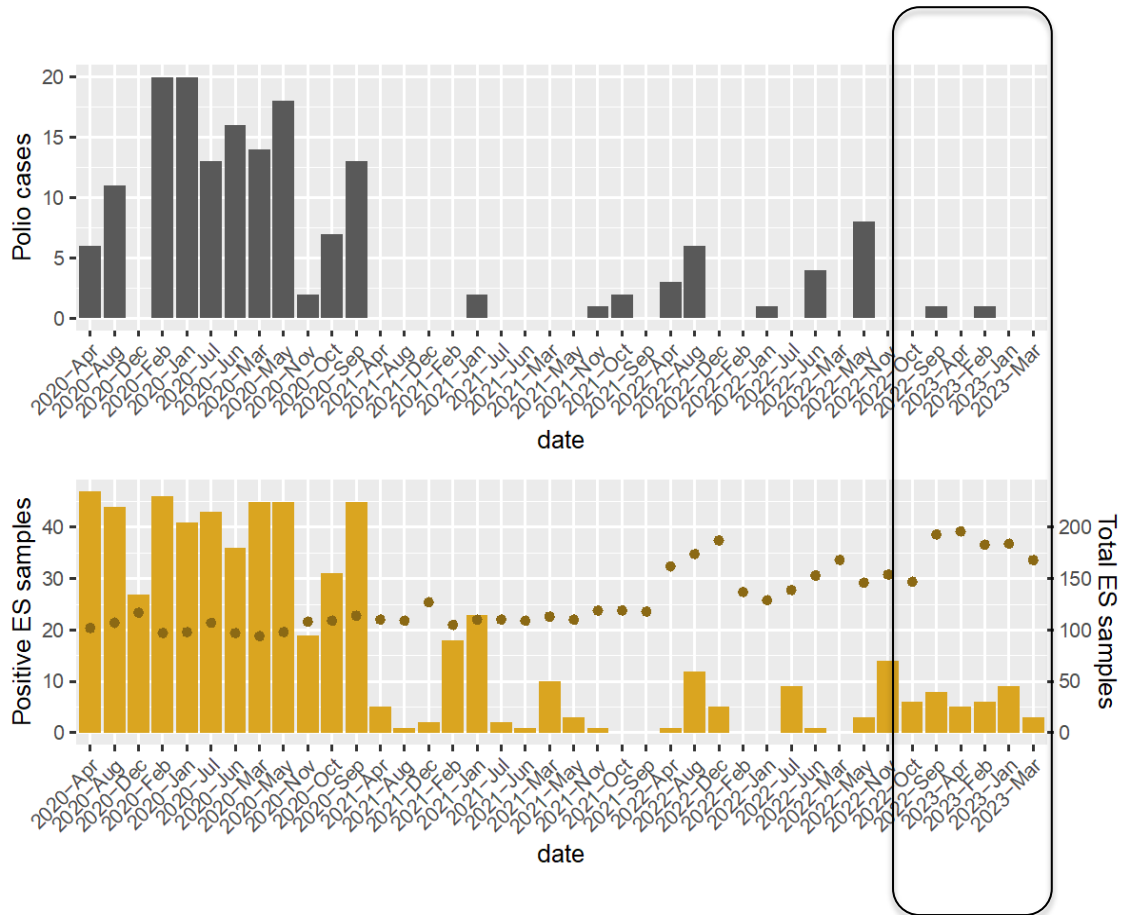 Polio cases
20
15
10
5
0
2020−Apr
2020−Aug
2020−Dec
2020−Feb
2020−Jan
2020−Jul
2020−Jun
2020−Mar
2020−May
2020−Nov
2020−Oct
2020−Sep
2021−Apr
2021−Aug
2021−Dec
2021−Feb
2021−Jan
2021−Jul
2021−Jun
2021−Mar
2021−May
2021−Nov
2021−Oct
2021−Sep
2022−Apr
2022−Aug
2022−Dec
2022−Feb
2022−Jan
2022−Jul
2022−Jun
2022−Mar
2022−May
2022−Nov
2022−Oct
2022−Sep
2023−Apr
2023−Feb
2023−Jan
2023−Mar
date
Positive ES samples
40
30
20
10
0
Total ES samples
200
150
100
50
0
2020−Apr
2020−Aug
2020−Dec
2020−Feb
2020−Jan
2020−Jul
2020−Jun
2020−Mar
2020−May
2020−Nov
2020−Oct
2020−Sep
2021−Apr
2021−Aug
2021−Dec
2021−Feb
2021−Jan
2021−Jul
2021−Jun
2021−Mar
2021−May
2021−Nov
2021−Oct
2021−Sep
2022−Apr
2022−Aug
2022−Dec
2022−Feb
2022−Jan
2022−Jul
2022−Jun
2022−Mar
2022−May
2022−Nov
2022−Oct
2022−Sep
2023−Apr
2023−Feb
2023−Jan
2023−Mar
date